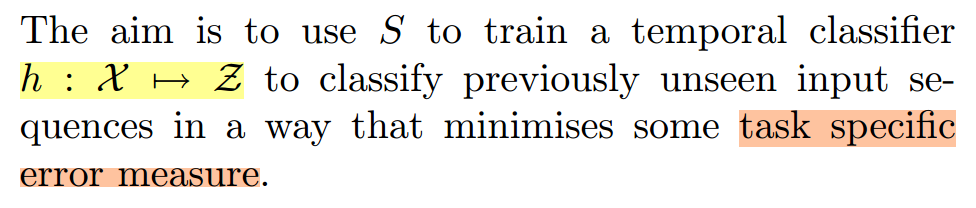 The aim is to use S to train a temporal classifier
h : 𝒳 ↦ 𝒵 to classify previously unseen input se-
quences in a way that minimises some task specific
error measure.